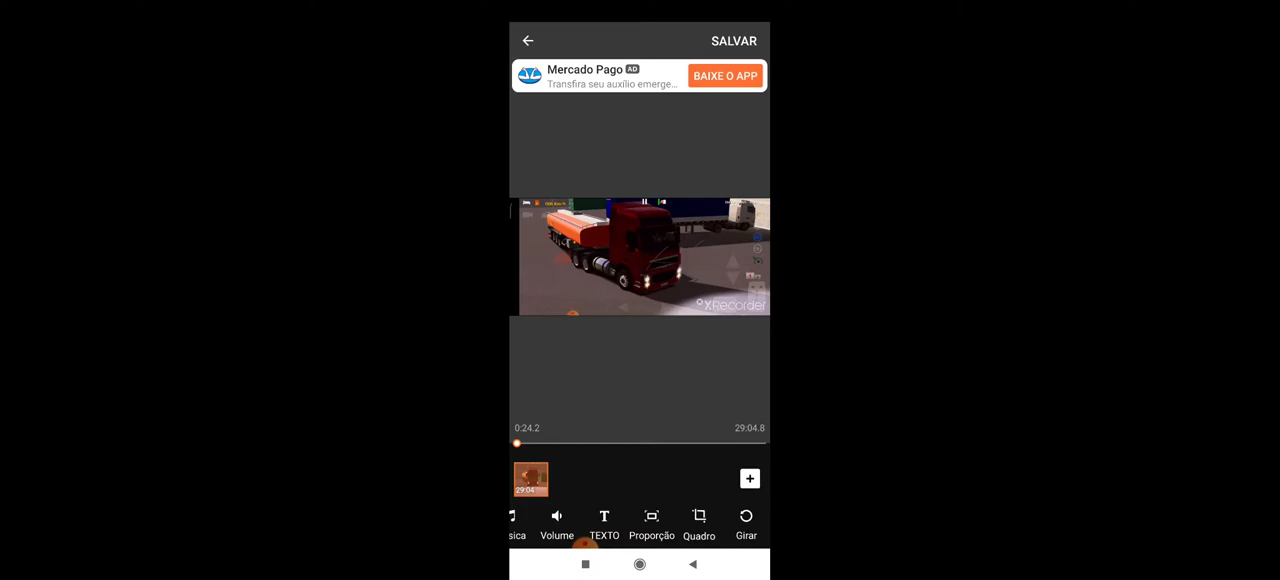 SALVAR
Mercado Pago AD
Transfira seu auxílio emerge...
BAIXE O APP
XRecorder
0:24.2
29:04.8
29:04
sica
Volume
TEXTO
Proporção
Quadro
Girar